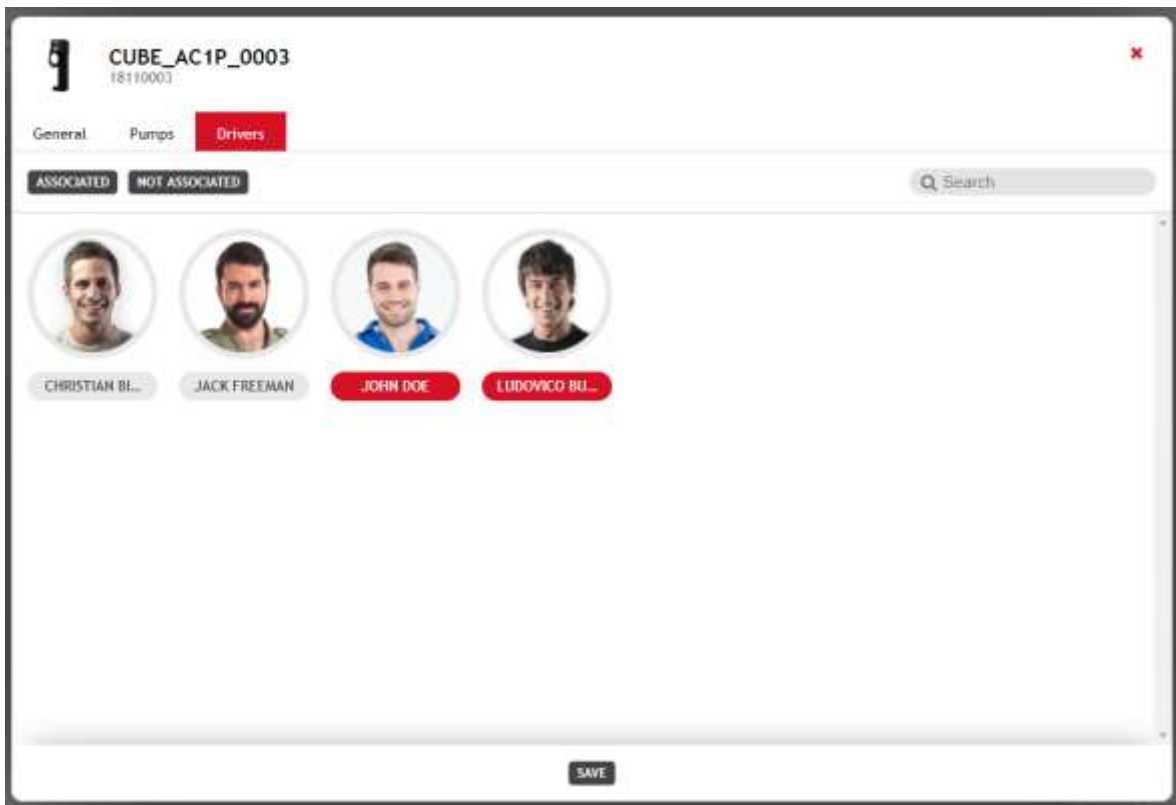 CUBE_AC1P_0003
18110003
General Pumps Drivers
ASSOCIATED NOT ASSOCIATED Search
CHRISTIAN BI... JACK FREEMAN JOHN DOE LUDOVICO BU...
SAVE